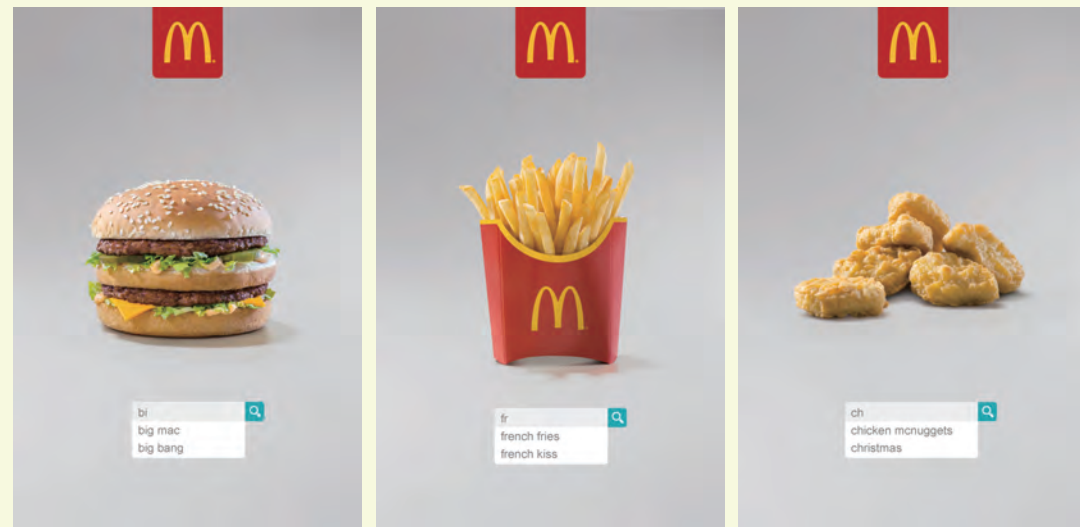 bi
big mac
big bang
fr
french fries
french kiss
ch
chicken mcnuggets
christmas